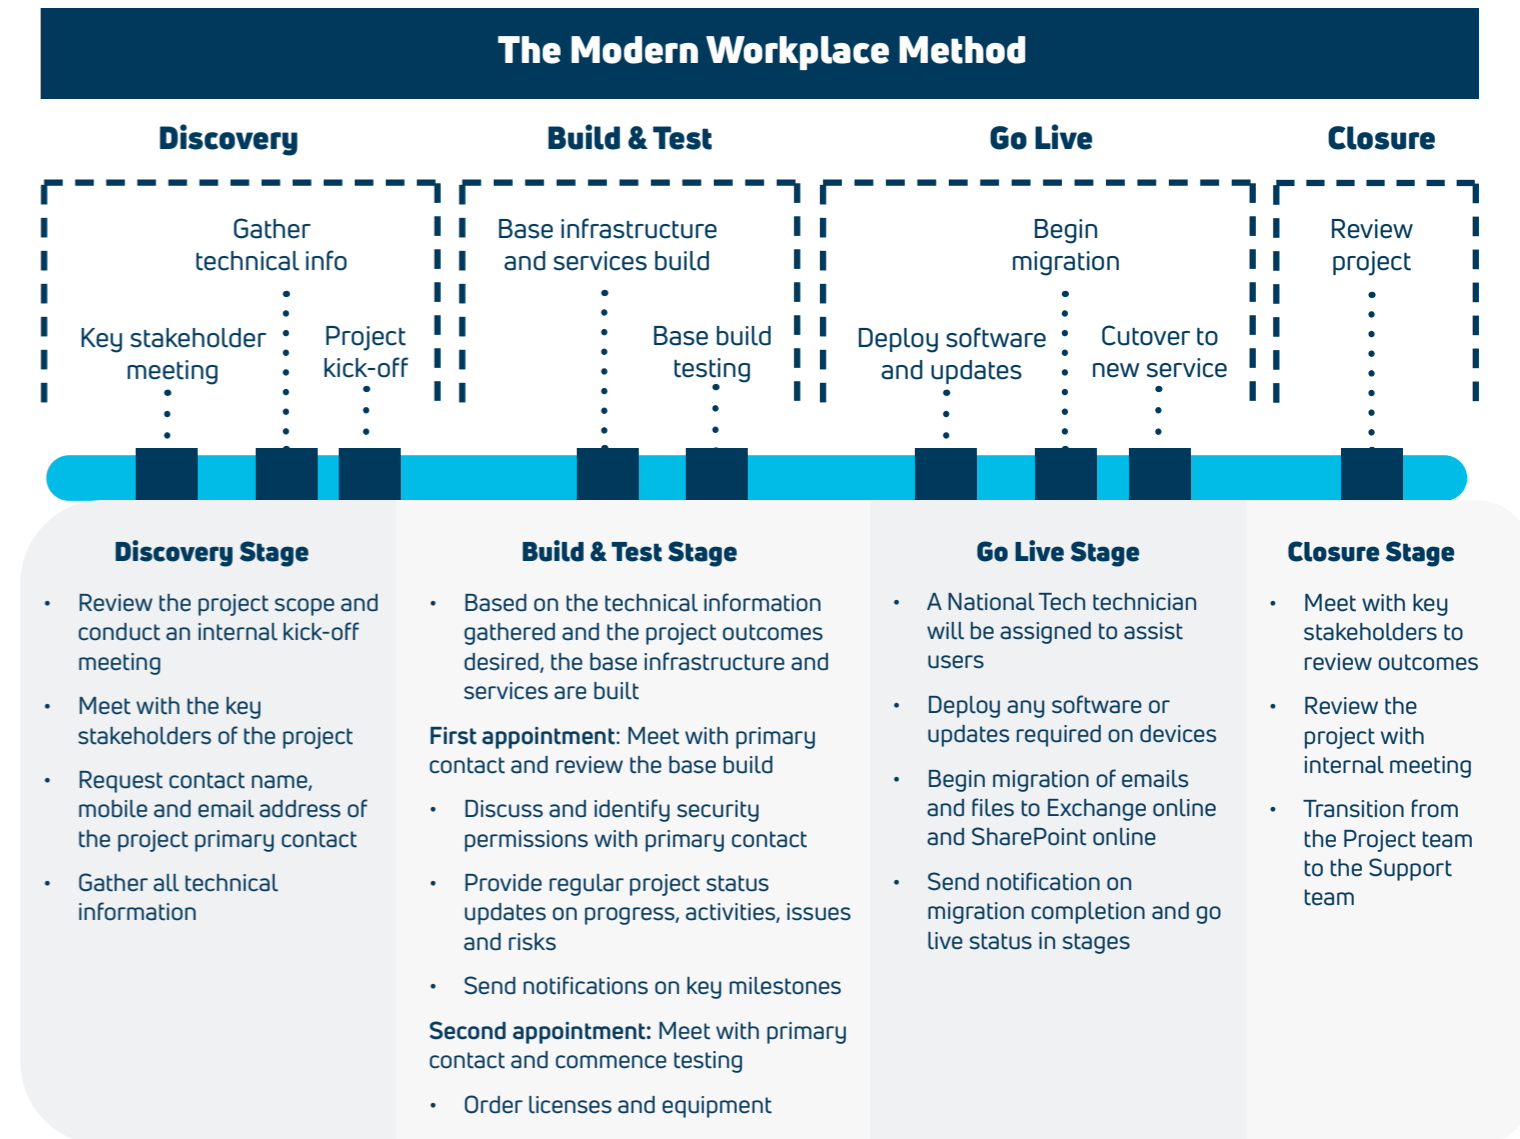 The Modern Workplace Method
Discovery
Build & Test
Go Live
Closure
Gather
technical info
Key stakeholder
meeting
Project
kick-off
Base infrastructure
and services build
Base build
testing
Begin
migration
Deploy software
and updates
Cutover to
new service
Review
project
Discovery Stage
• Review the project scope and
conduct an internal kick-off
meeting
• Meet with the key
stakeholders of the project
• Request contact name,
mobile and email address of
the project primary contact
• Gather all technical
information
Build & Test Stage
• Based on the technical information
gathered and the project outcomes
desired, the base infrastructure and
services are built
First appointment: Meet with primary
contact and review the base build
• Discuss and identify security
permissions with primary contact
• Provide regular project status
updates on progress, activities, issues
and risks
• Send notifications on key milestones
Second appointment: Meet with primary
contact and commence testing
• Order licenses and equipment
Go Live Stage
• A National Tech technician
will be assigned to assist
users
• Deploy any software or
updates required on devices
• Begin migration of emails
and files to Exchange online
and SharePoint online
• Send notification on
migration completion and go
live status in stages
Closure Stage
• Meet with key
stakeholders to
review outcomes
• Review the
project with
internal meeting
• Transition from
the Project team
to the Support
team